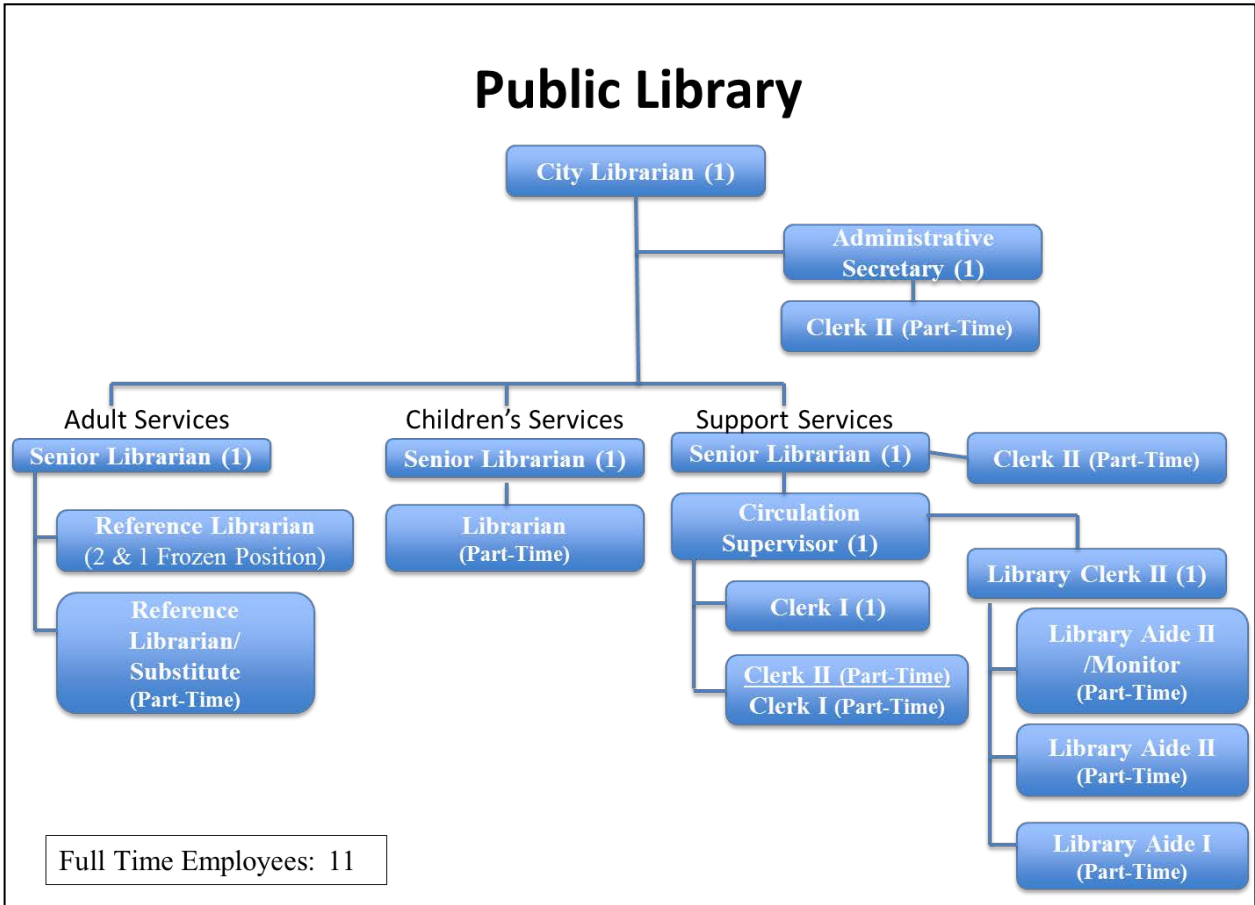 Public Library
City Librarian (1)
Administrative
Secretary (1)
Clerk II (Part-Time)
Adult Services
Senior Librarian (1)
Reference Librarian
(2 & 1 Frozen Position)
Reference
Librarian/
Substitute
(Part-Time)
Children's Services
Senior Librarian (1)
Librarian
(Part-Time)
Support Services
Senior Librarian (1)
Clerk II (Part-Time)
Circulation
Supervisor (1)
Clerk I (1)
Clerk II (Part-Time)
Clerk I (Part-Time)
Library Clerk II (1)
Library Aide II
/Monitor
(Part-Time)
Library Aide II
(Part-Time)
Library Aide I
(Part-Time)
Full Time Employees: 11